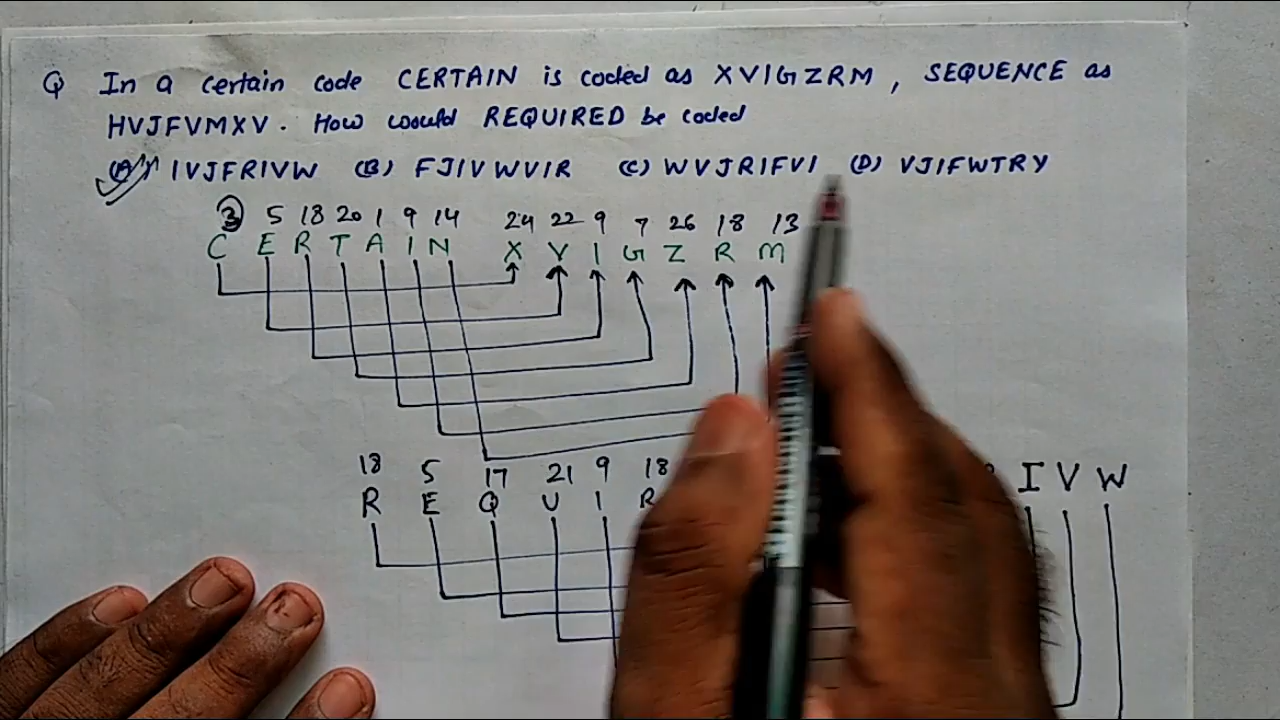 Q In a certain code CERTAIN is coded as XVIGZRM, SEQUENCE as
HVJFVMXV. How would REQUIRED be coded
(A) IVJFRIVW (B) FJIVWVIR (C) WVJRIFVI (D) VJIFWTRY
3 5 18 20 1 9 14 24 22 9 7 26 18 13
C E R T A I N X V I G Z R M
18 5 17 21 9 18
R E Q U I R I V W